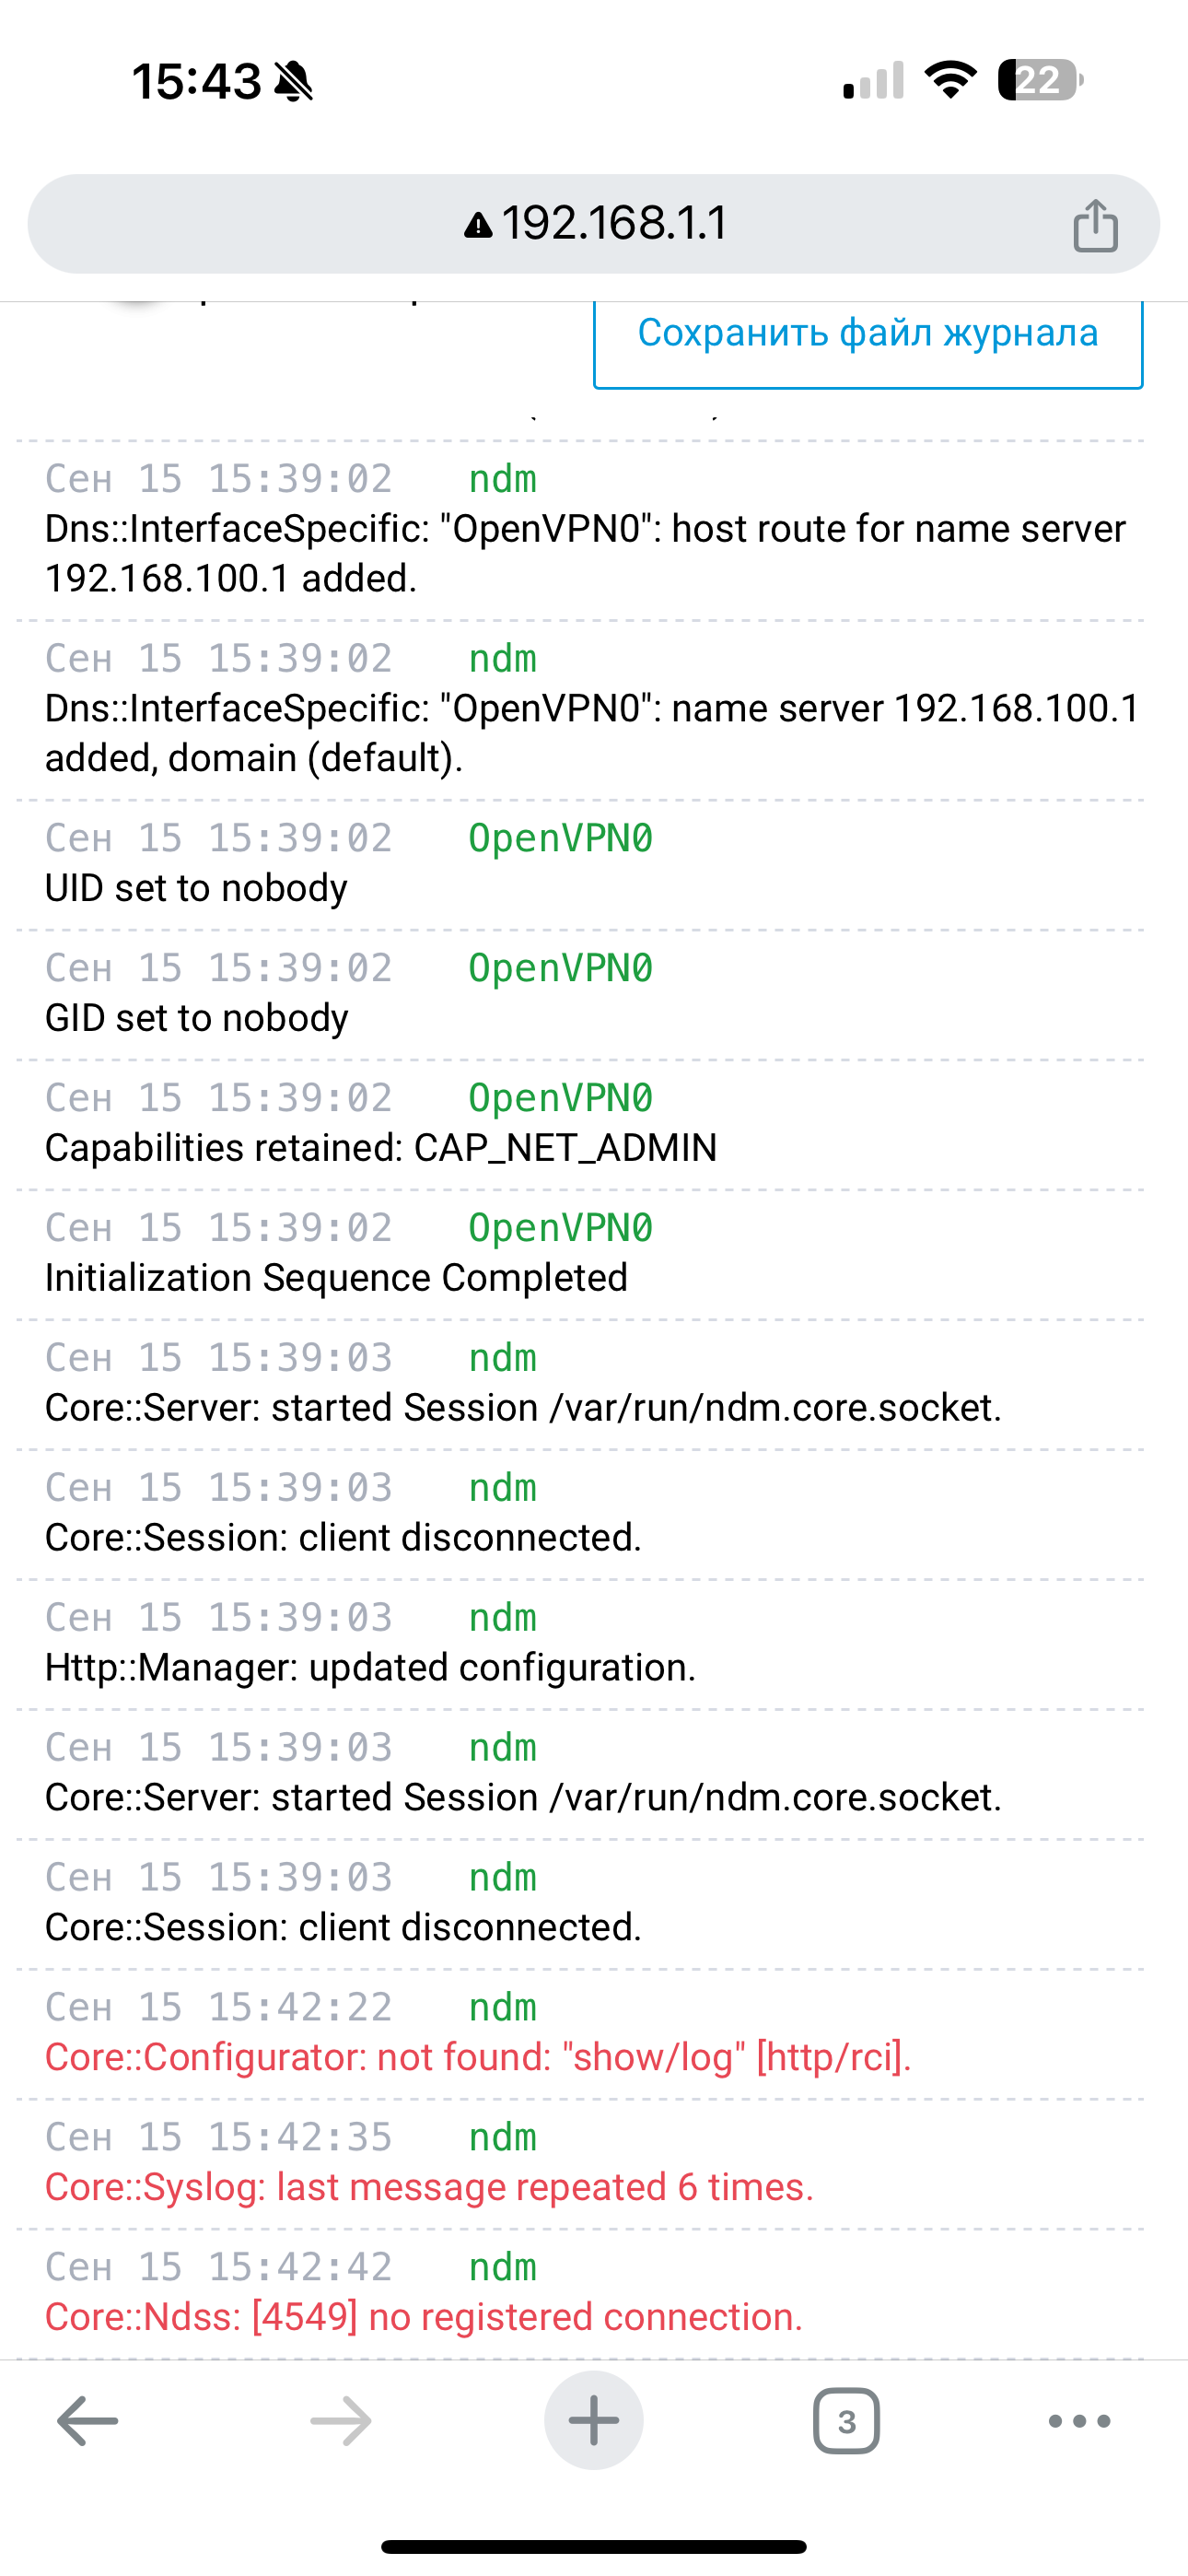 15:43
22
192.168.1.1
Сохранить файл журнала
Сен 15 15:39:02 ndm
Dns::InterfaceSpecific: "OpenVPN0": host route for name server
192.168.100.1 added.
Сен 15 15:39:02 ndm
Dns::InterfaceSpecific: "OpenVPN0": name server 192.168.100.1
added, domain (default).
Сен 15 15:39:02 OpenVPN0
UID set to nobody
Сен 15 15:39:02 OpenVPN0
GID set to nobody
Сен 15 15:39:02 OpenVPN0
Capabilities retained: CAP_NET_ADMIN
Сен 15 15:39:02 OpenVPN0
Initialization Sequence Completed
Сен 15 15:39:03 ndm
Core::Server: started Session /var/run/ndm.core.socket.
Сен 15 15:39:03 ndm
Core::Session: client disconnected.
Сен 15 15:39:03 ndm
Http::Manager: updated configuration.
Сен 15 15:39:03 ndm
Core::Server: started Session /var/run/ndm.core.socket.
Сен 15 15:39:03 ndm
Core::Session: client disconnected.
Сен 15 15:42:22 ndm
Core::Configurator: not found: "show/log" [http/rci].
Сен 15 15:42:35 ndm
Core::Syslog: last message repeated 6 times.
Сен 15 15:42:42 ndm
Core::Ndss: [4549] no registered connection.
3